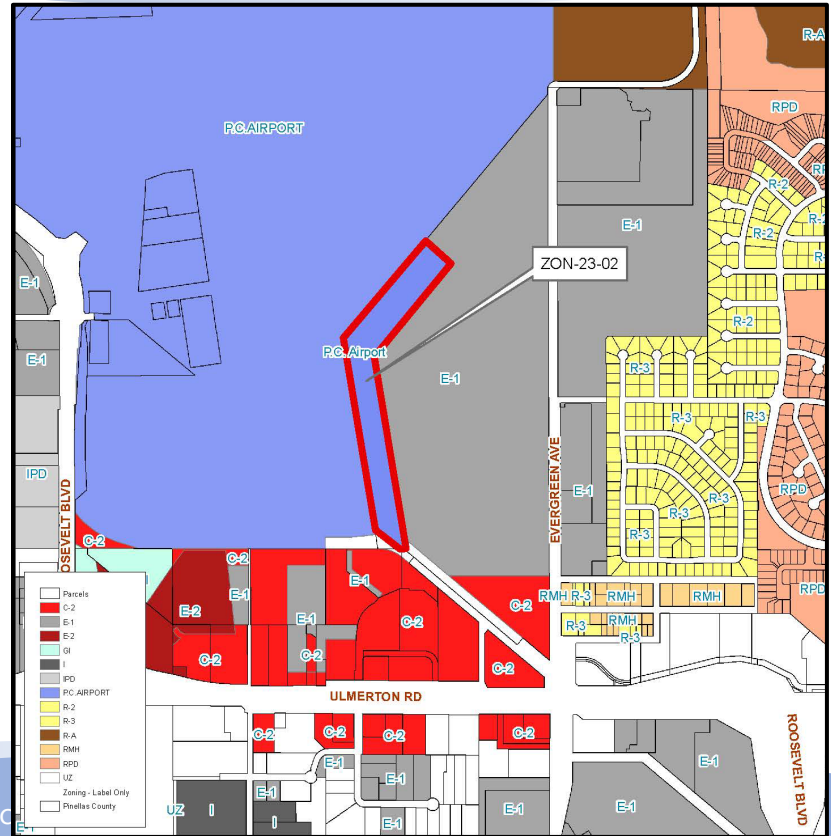 R-A
RPD
P.C.AIRPORT
R-2
R-2
E-1
R-2
ZON-23-02
E-1
R-2
P.C. Airport
E-1
E-1
R-3
R-3
R-3
R-3
R-3
R-3
R-3
EVERGREEN AVE
E-1
RPD
IPD
C-2
C-2
E-1
E-1
E-2
E-1
C-2
C-2
C-2
C-2
C-2
RMH
R-3
RMH
RMH
RMH
R-3
RPD
ULMERTON RD
ROOSEVELT BLVD
Parcels
C-2
E-1
E-2
GI
I
IPD
P.C.AIRPORT
R-2
R-3
R-A
RMH
RPD
UZ
Zoning - Label Only
Pinellas County
C-2
C-2
C-2
C-2
E-1
E-1
E-1
E-1
E-1
E-1
UZ
I
I
E-1